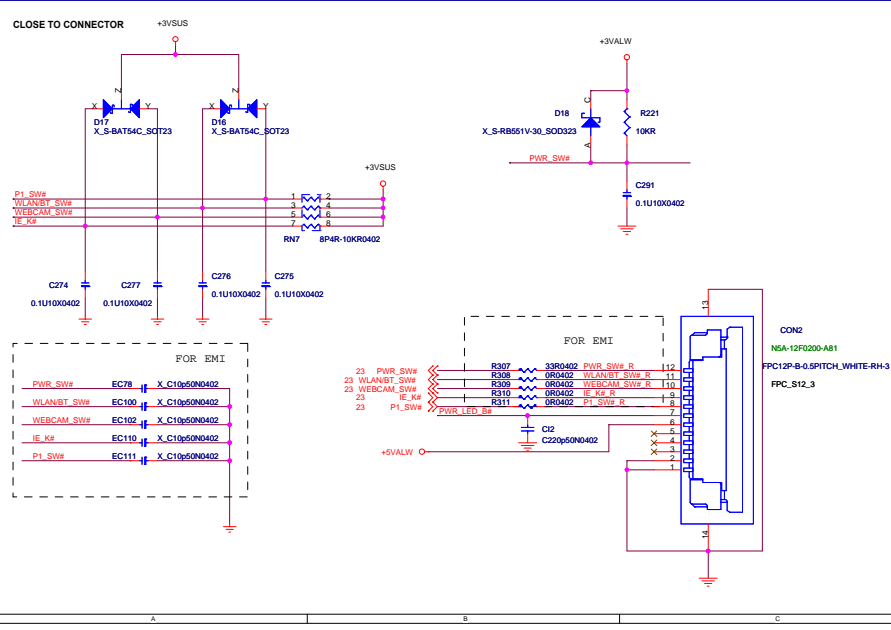 CLOSE TO CONNECTOR
+3VSUS
X Z Y
D17
X_S-BAT54C_SOT23
X Z Y
D16
X_S-BAT54C_SOT23
+3VALW
D18
C
A
X_S-RB551V-30_SOD323
R221
10KR
PWR_SW#
C291
0.1U10X0402
+3VSUS
P1_SW#
WLAN/BT_SW#
WEBCAM_SW#
IE_K#
1 2
3 4
5 6
7 8
RN7 8P4R-10KR0402
C274
0.1U10X0402
C277
0.1U10X0402
C276
0.1U10X0402
C275
0.1U10X0402
FOR EMI
PWR_SW# EC78 X_C10p50N0402
WLAN/BT_SW# EC100 X_C10p50N0402
WEBCAM_SW# EC102 X_C10p50N0402
IE_K# EC110 X_C10p50N0402
P1_SW# EC111 X_C10p50N0402
FOR EMI
23 PWR_SW# R307 33R0402 PWR_SW#_R 12
23 WLAN/BT_SW# R308 0R0402 WLAN/BT_SW#_R 11
23 WEBCAM_SW# R309 0R0402 WEBCAM_SW#_R 10
23 IE_K# R310 0R0402 IE_K#_R 9
23 P1_SW# R311 0R0402 P1_SW#_R 8
PWR_LED_B# 7
6
5
4
3
2
1
CI2
C220p50N0402
+5VALW
13
14
CON2
N5A-12F0200-A81
FPC12P-B-0.5PITCH_WHITE-RH-3
FPC_S12_3
A B C